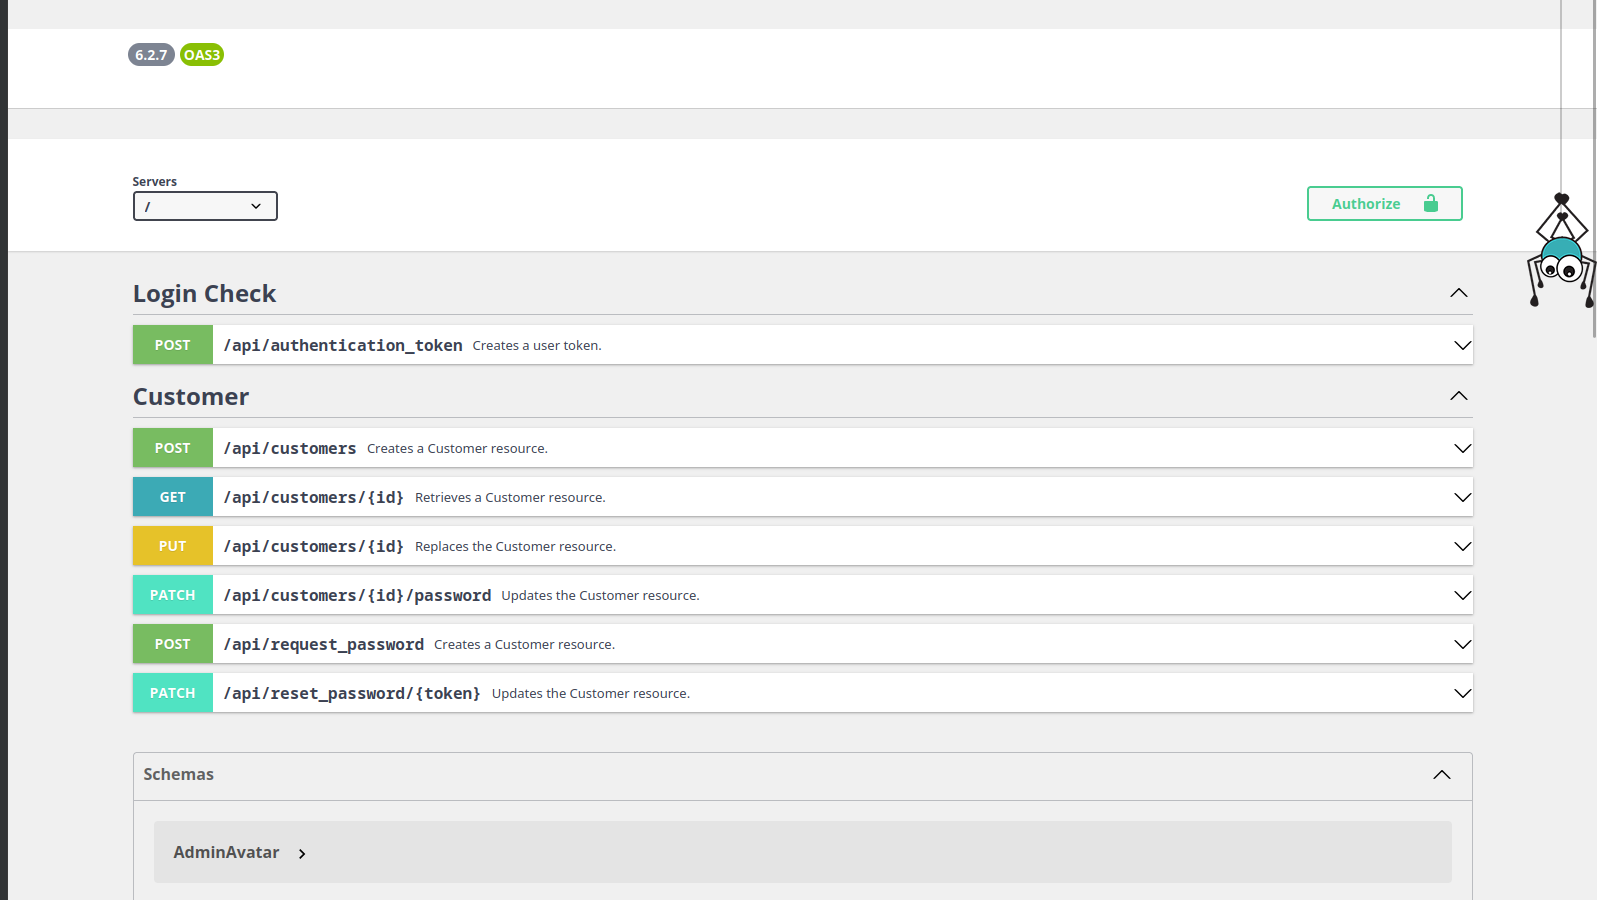 6.2.7 OAS3
Servers
/
Authorize
Login Check
POST /api/authentication_token Creates a user token.
Customer
POST /api/customers Creates a Customer resource.
GET /api/customers/{id} Retrieves a Customer resource.
PUT /api/customers/{id} Replaces the Customer resource.
PATCH /api/customers/{id}/password Updates the Customer resource.
POST /api/request_password Creates a Customer resource.
PATCH /api/reset_password/{token} Updates the Customer resource.
Schemas
AdminAvatar